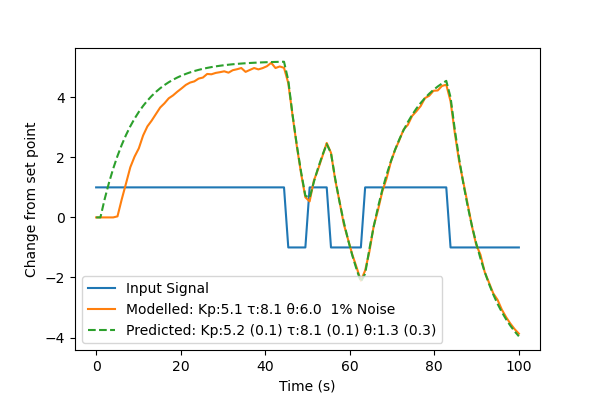 4
2
0
−2
−4
Change from set point
Input Signal
Modelled: Kp:5.1 τ:8.1 θ:6.0  1% Noise
Predicted: Kp:5.2 (0.1) τ:8.1 (0.1) θ:1.3 (0.3)
0 20 40 60 80 100
Time (s)